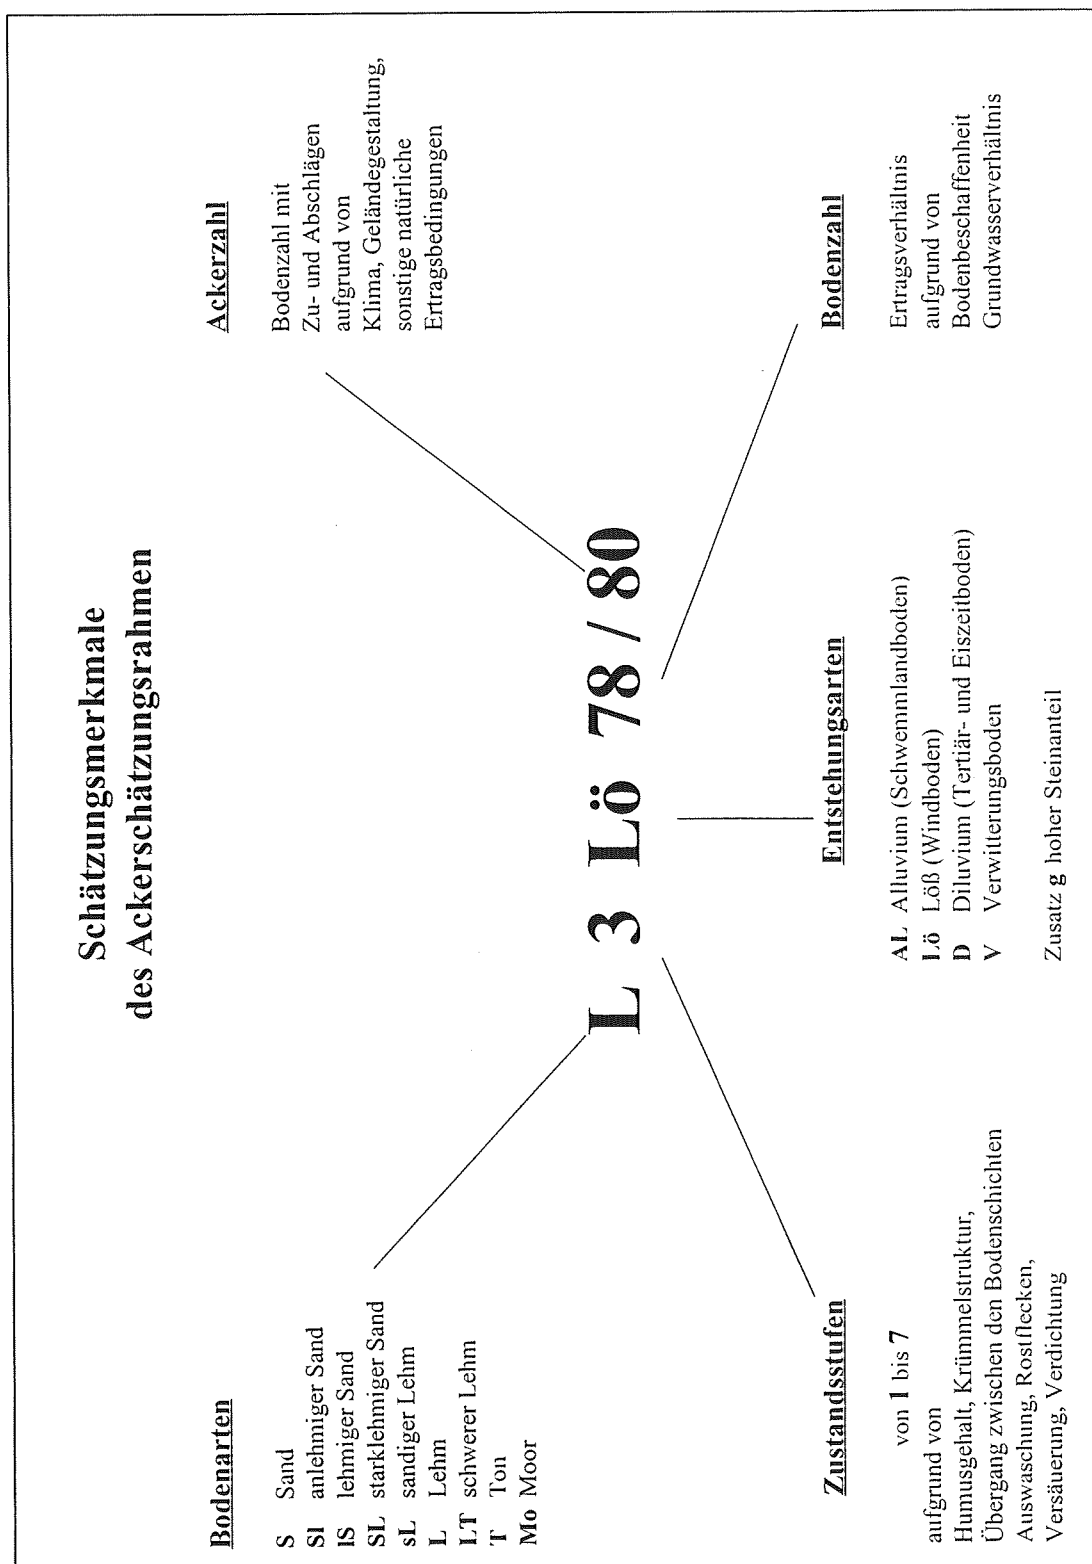 Schätzungsmerkmale
des Ackerschätzungsrahmen
Bodenarten
S Sand
Sl anlehmiger Sand
lS lehmiger Sand
SL starklehmiger Sand
sL sandiger Lehm
L Lehm
LT schwerer Lehm
T Ton
Mo Moor
Ackerzahl
Bodenzahl mit
Zu- und Abschlägen
aufgrund von
Klima, Geländegestaltung,
sonstige natürliche
Ertragsbedingungen
L 3 Lö 78 / 80
Zustandsstufen
von 1 bis 7
aufgrund von
Humusgehalt, Krümmelstruktur,
Übergang zwischen den Bodenschichten
Auswaschung, Rostflecken,
Versäuerung, Verdichtung
Entstehungsarten
AL Alluvium (Schwemmlandboden)
Lö Löß (Windboden)
D Diluvium (Tertiär- und Eiszeitboden)
V Verwitterungsboden
Zusatz g hoher Steinanteil
Bodenzahl
Ertragsverhältnis
aufgrund von
Bodenbeschaffenheit
Grundwasserverhältnis